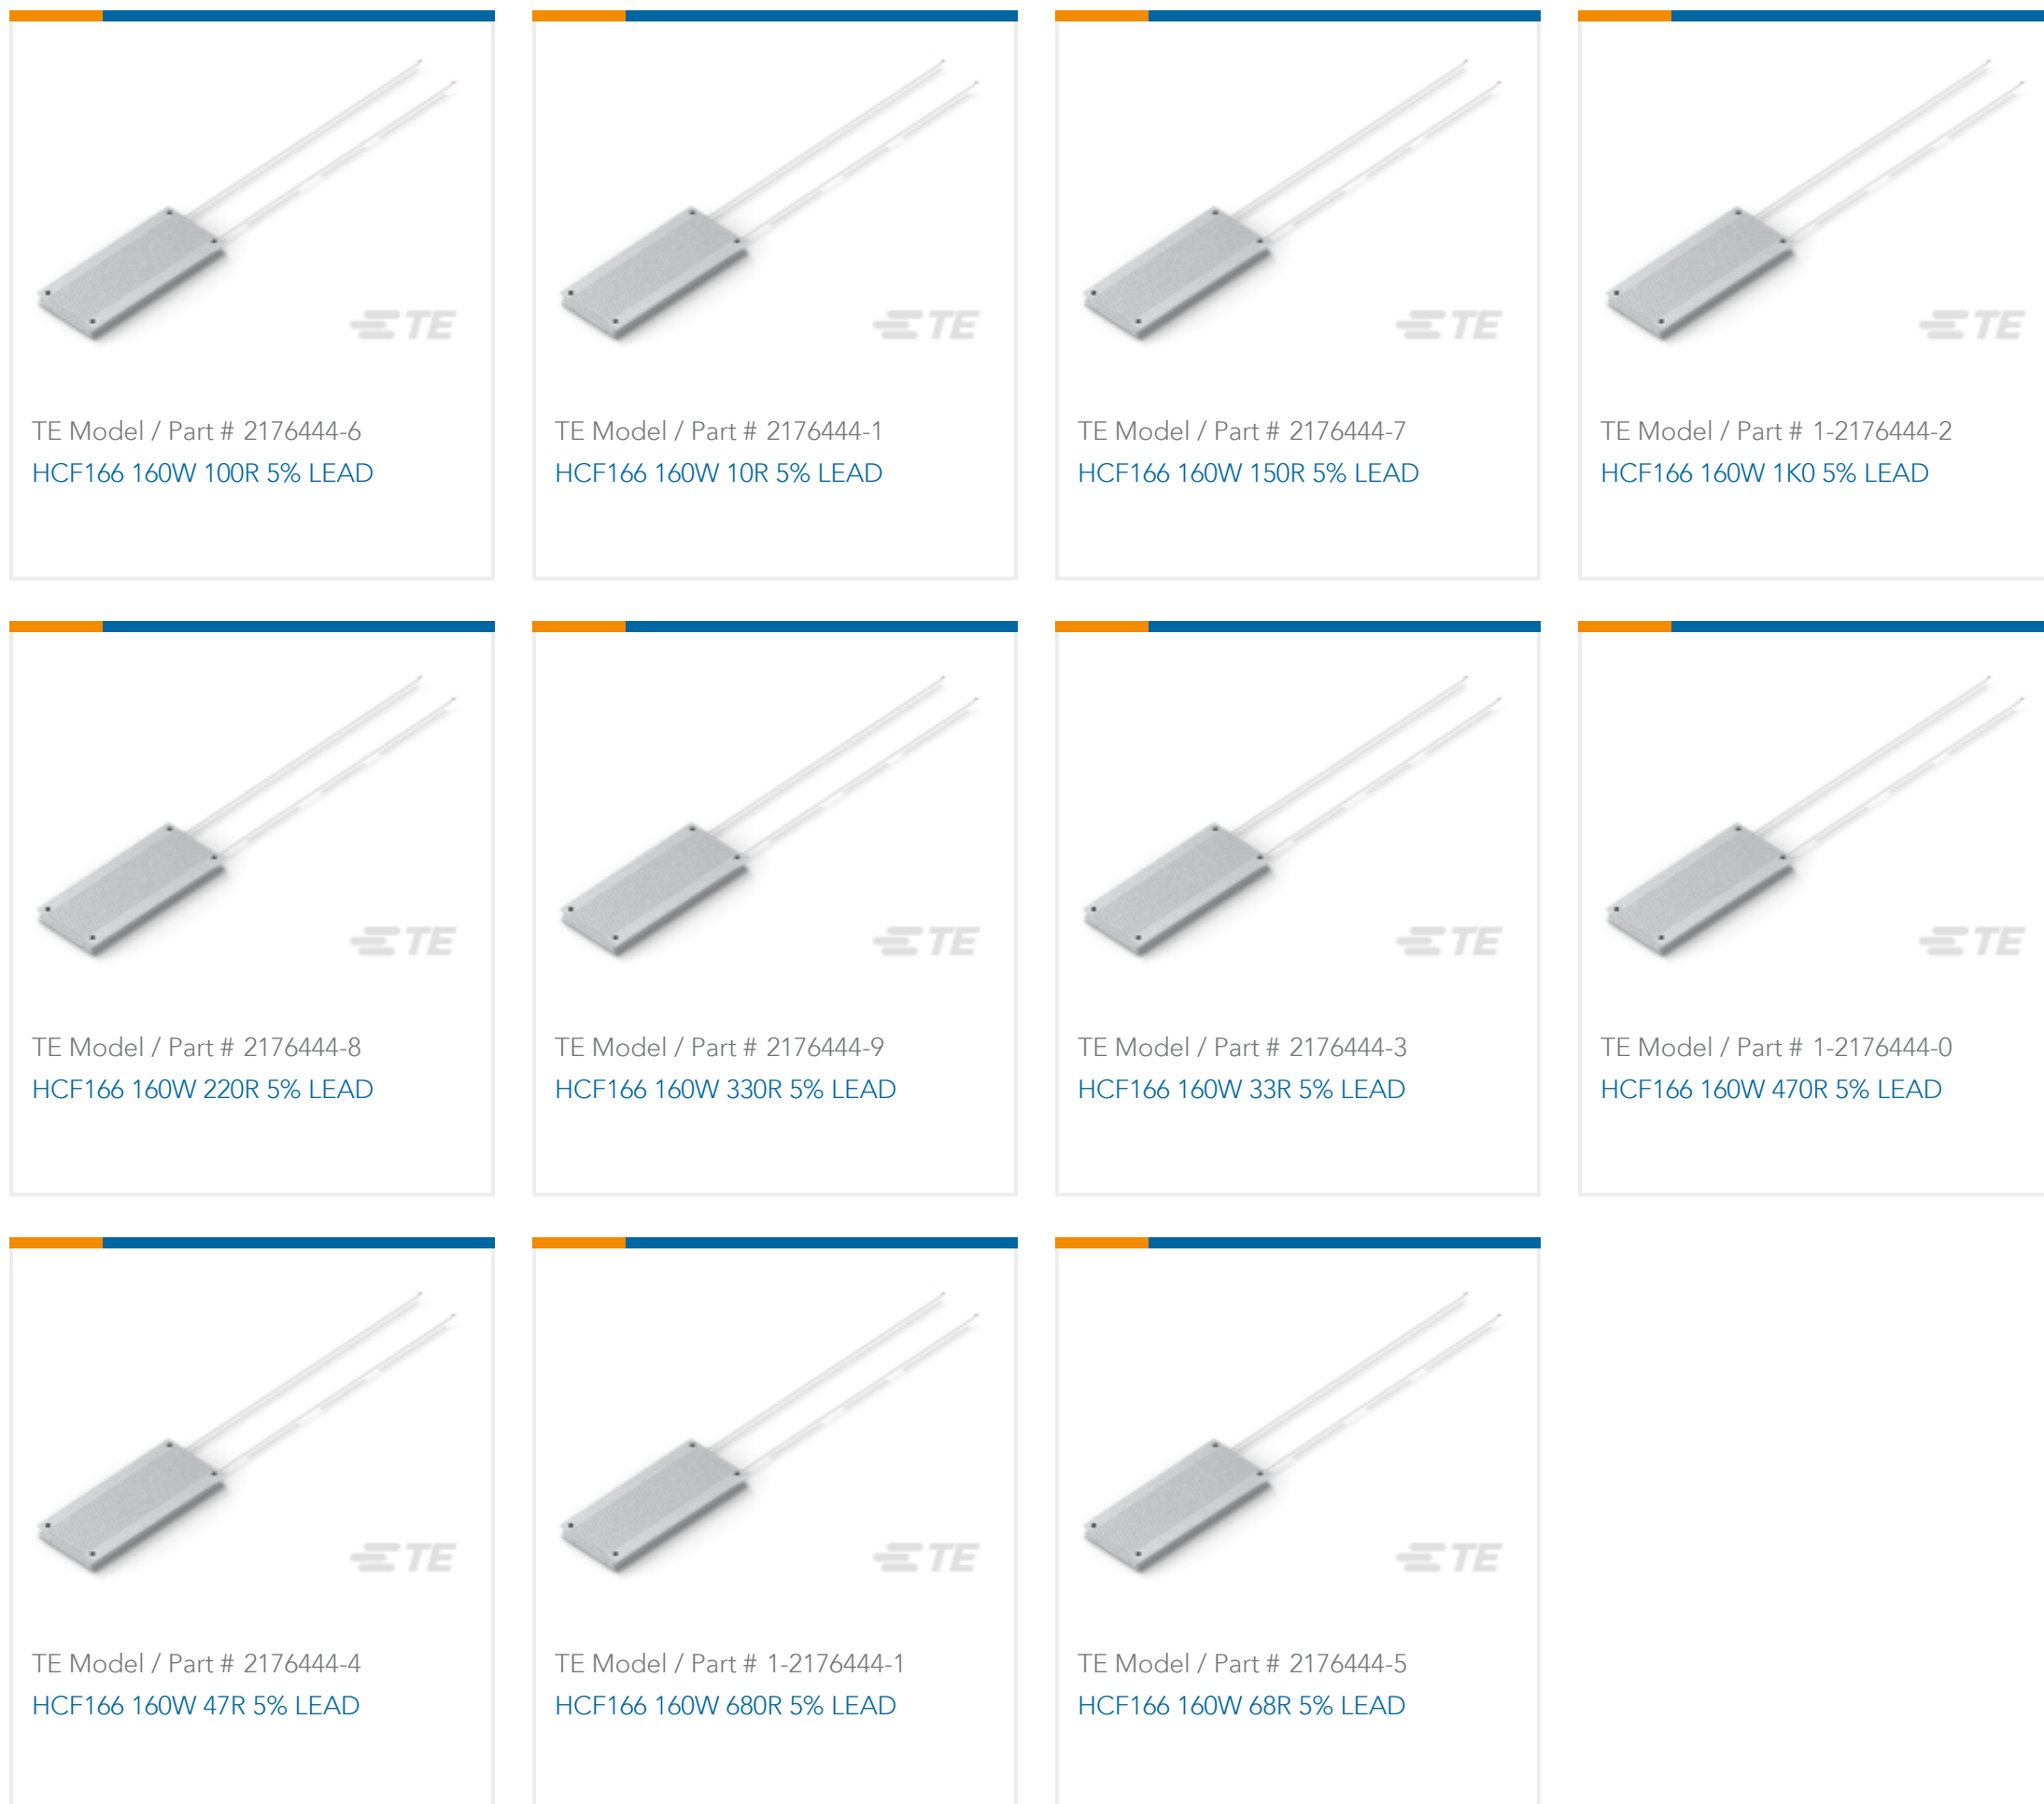 TE
TE
TE
TE
TE Model / Part # 2176444-6
HCF166 160W 100R 5% LEAD
TE Model / Part # 2176444-1
HCF166 160W 10R 5% LEAD
TE Model / Part # 2176444-7
HCF166 160W 150R 5% LEAD
TE Model / Part # 1-2176444-2
HCF166 160W 1K0 5% LEAD
TE
TE
TE
TE
TE Model / Part # 2176444-8
HCF166 160W 220R 5% LEAD
TE Model / Part # 2176444-9
HCF166 160W 330R 5% LEAD
TE Model / Part # 2176444-3
HCF166 160W 33R 5% LEAD
TE Model / Part # 1-2176444-0
HCF166 160W 470R 5% LEAD
TE
TE
TE
TE Model / Part # 2176444-4
HCF166 160W 47R 5% LEAD
TE Model / Part # 1-2176444-1
HCF166 160W 680R 5% LEAD
TE Model / Part # 2176444-5
HCF166 160W 68R 5% LEAD